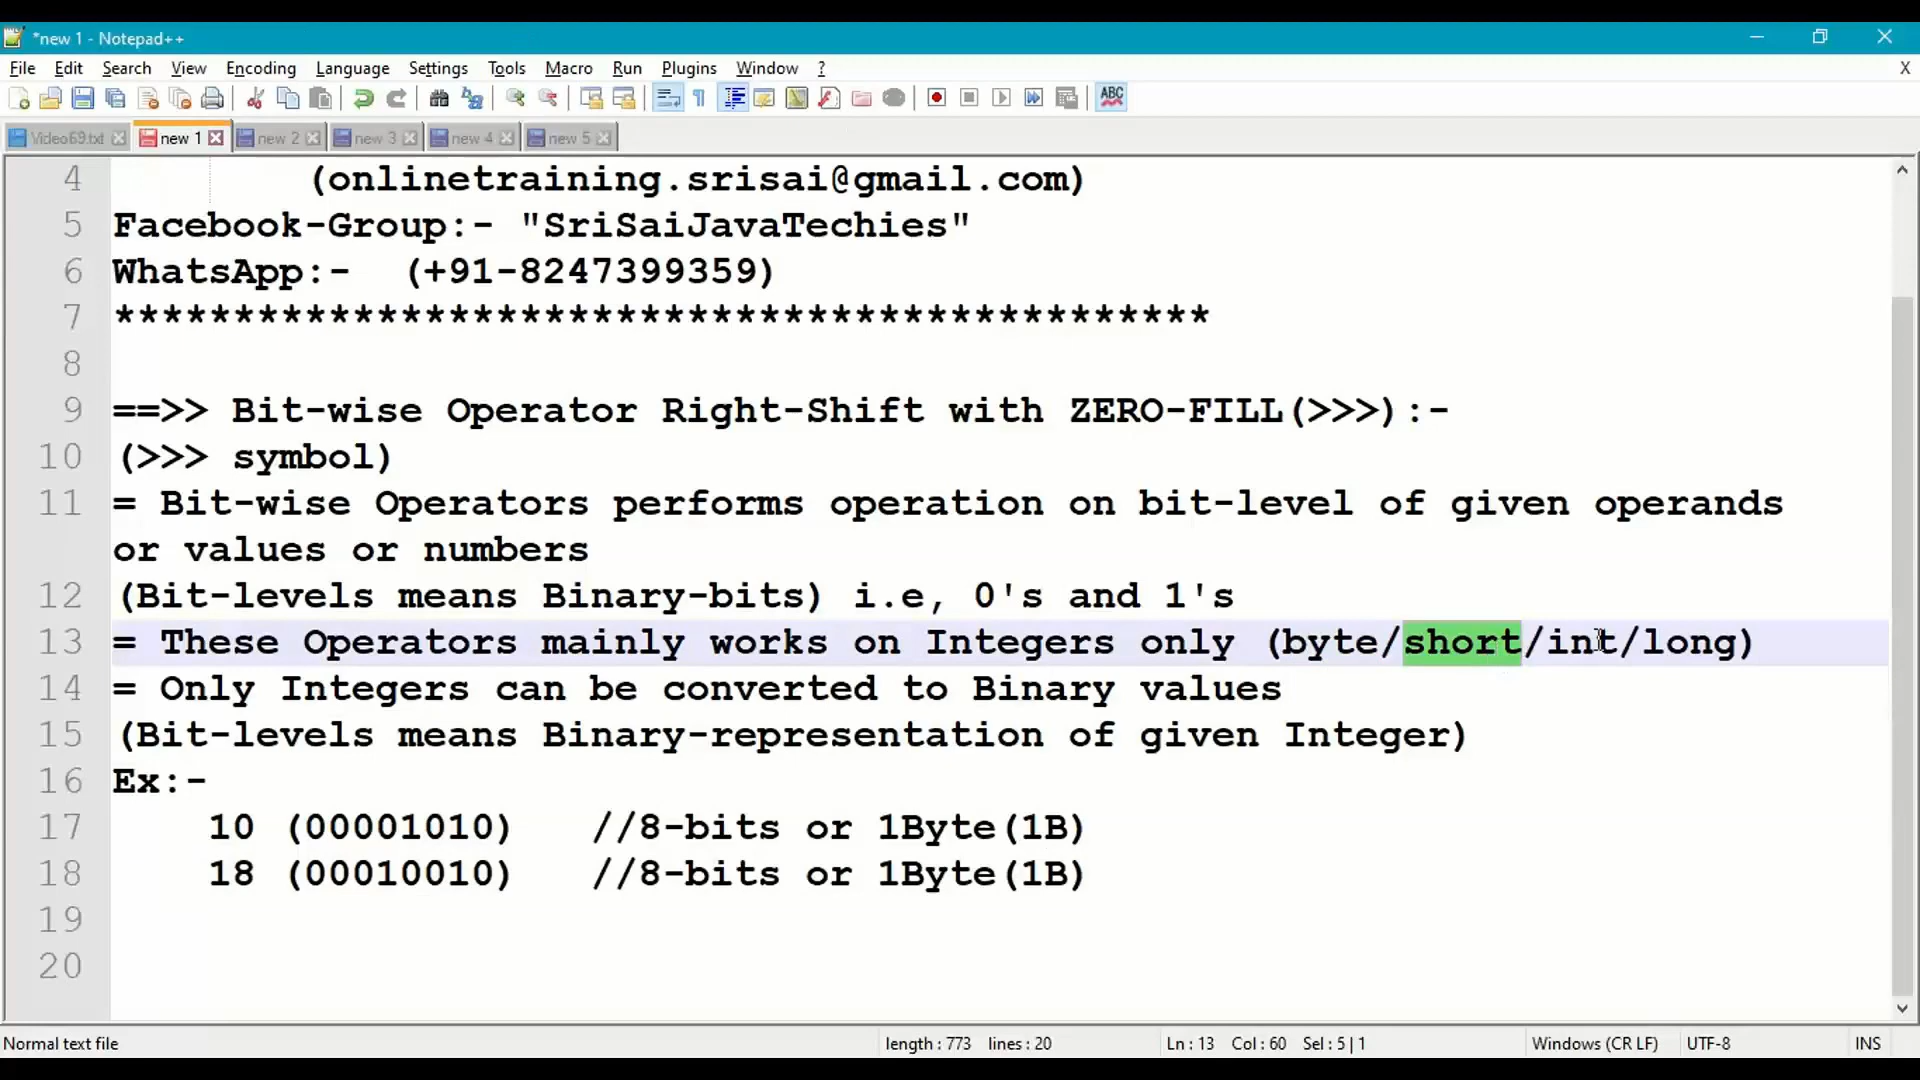 *new 1 - Notepad++
File Edit Search View Encoding Language Settings Tools Macro Run Plugins Window ? X
ABC
Video69.txt new 1 new 2 new 3 new 4 new 5
4 (onlinetraining.srisai@gmail.com)
5 Facebook-Group:- "SriSaiJavaTechies"
6 WhatsApp:- (+91-8247399359)
7 **********************************************
8
9 ==>> Bit-wise Operator Right-Shift with ZERO-FILL(>>>):-
10 (>>> symbol)
11 = Bit-wise Operators performs operation on bit-level of given operands
or values or numbers
12 (Bit-levels means Binary-bits) i.e, 0's and 1's
13 = These Operators mainly works on Integers only (byte/short/int/long)
14 = Only Integers can be converted to Binary values
15 (Bit-levels means Binary-representation of given Integer)
16 Ex:-
17 10 (00001010) //8-bits or 1Byte(1B)
18 18 (00010010) //8-bits or 1Byte(1B)
19
20
Normal text file length : 773 lines : 20 Ln : 13 Col : 60 Sel : 5 | 1 Windows (CR LF) UTF-8 INS